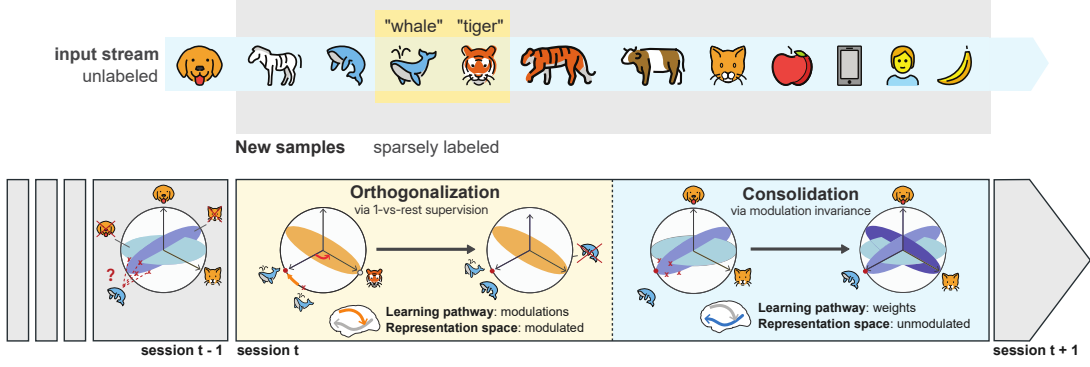 "whale" "tiger"
input stream
unlabeled
New samples sparsely labeled
Orthogonalization
via 1-vs-rest supervision
Consolidation
via modulation invariance
?
Learning pathway: modulations
Representation space: modulated
Learning pathway: weights
Representation space: unmodulated
session t - 1
session t
session t + 1